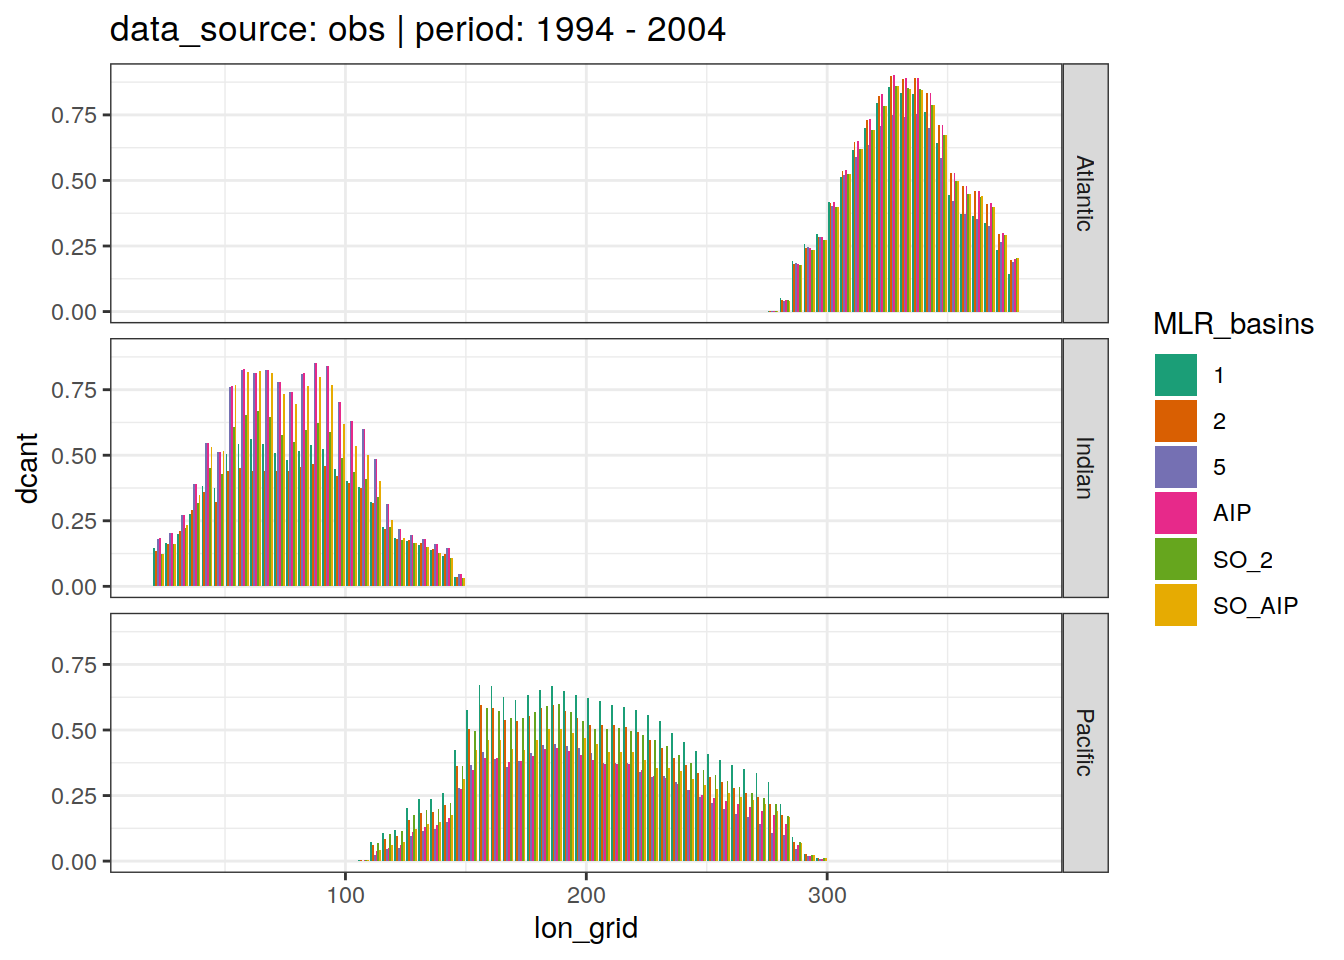 data_source: obs | period: 1994 - 2004
0.75
0.50
0.25
0.00
Atlantic
0.75
0.50
0.25
0.00
Indian
0.75
0.50
0.25
0.00
Pacific
dcant
100
200
300
lon_grid
MLR_basins
1
2
5
AIP
SO_2
SO_AIP